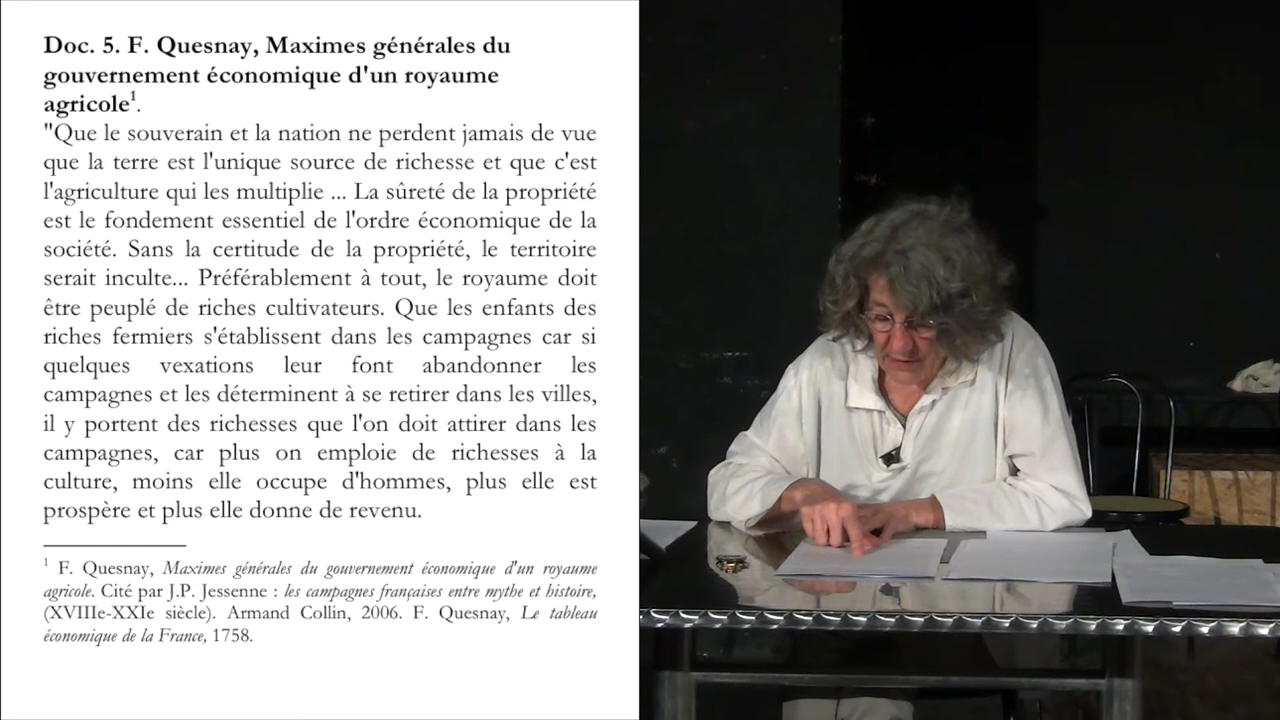 Doc. 5. F. Quesnay, Maximes générales du
gouvernement économique d'un royaume
agricole¹.
"Que le souverain et la nation ne perdent jamais de vue
que la terre est l'unique source de richesse et que c'est
l'agriculture qui les multiplie ... La sûreté de la propriété
est le fondement essentiel de l'ordre économique de la
société. Sans la certitude de la propriété, le territoire
serait inculte... Préférablement à tout, le royaume doit
être peuplé de riches cultivateurs. Que les enfants des
riches fermiers s'établissent dans les campagnes car si
quelques vexations leur font abandonner les
campagnes et les déterminent à se retirer dans les villes,
il y portent des richesses que l'on doit attirer dans les
campagnes, car plus on emploie de richesses à la
culture, moins elle occupe d'hommes, plus elle est
prospère et plus elle donne de revenu.
¹ F. Quesnay, Maximes générales du gouvernement économique d'un royaume
agricole. Cité par J.P. Jessenne : les campagnes françaises entre mythe et histoire,
(XVIIIe-XXIe siècle). Armand Collin, 2006. F. Quesnay, Le tableau
économique de la France, 1758.